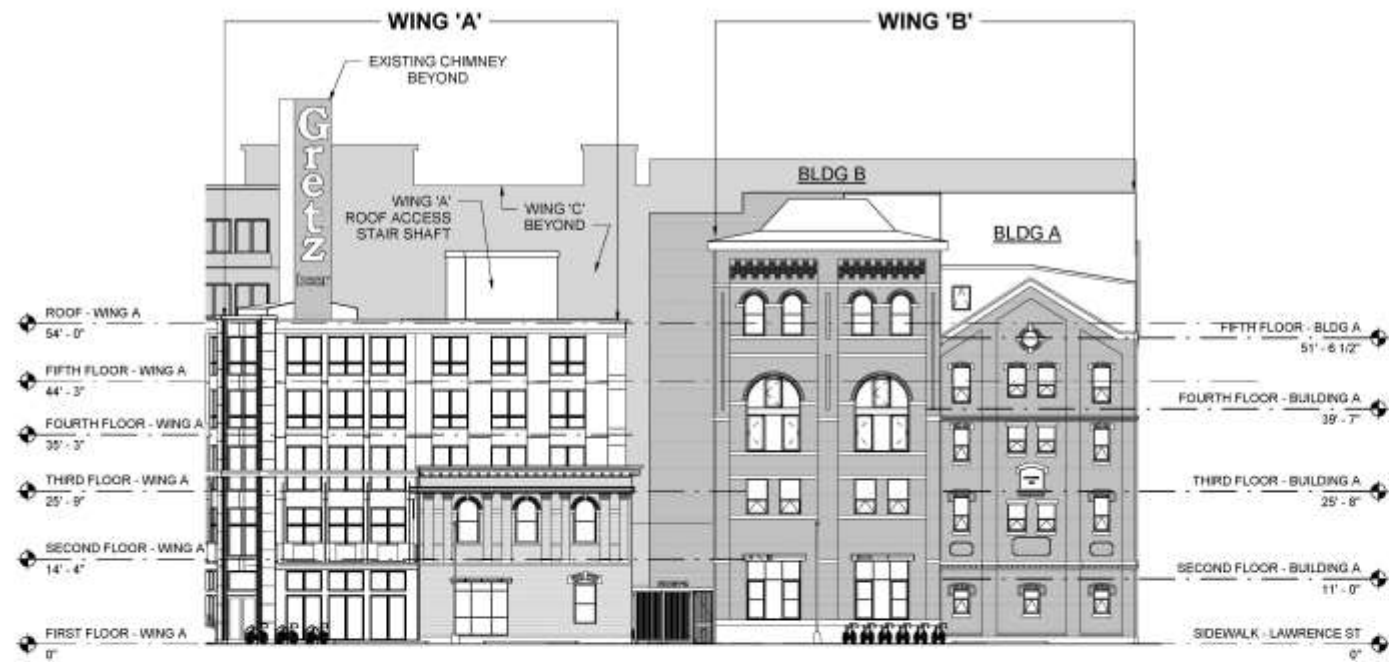 WING 'A'
WING 'B'
EXISTING CHIMNEY
BEYOND
Gretz
BLDG B
WING 'A'
ROOF ACCESS
STAIR SHAFT
WING 'C'
BEYOND
BLDG A
ROOF - WING A
54' - 0"
FIFTH FLOOR - BLDG A
51' - 6 1/2"
FIFTH FLOOR - WING A
44' - 3"
FOURTH FLOOR - BUILDING A
39' - 7"
FOURTH FLOOR - WING A
35' - 3"
THIRD FLOOR - WING A
25' - 9"
THIRD FLOOR - BUILDING A
25' - 8"
SECOND FLOOR - WING A
14' - 4"
SECOND FLOOR - BUILDING A
11' - 0"
FIRST FLOOR - WING A
0"
SIDEWALK - LAWRENCE ST
0"